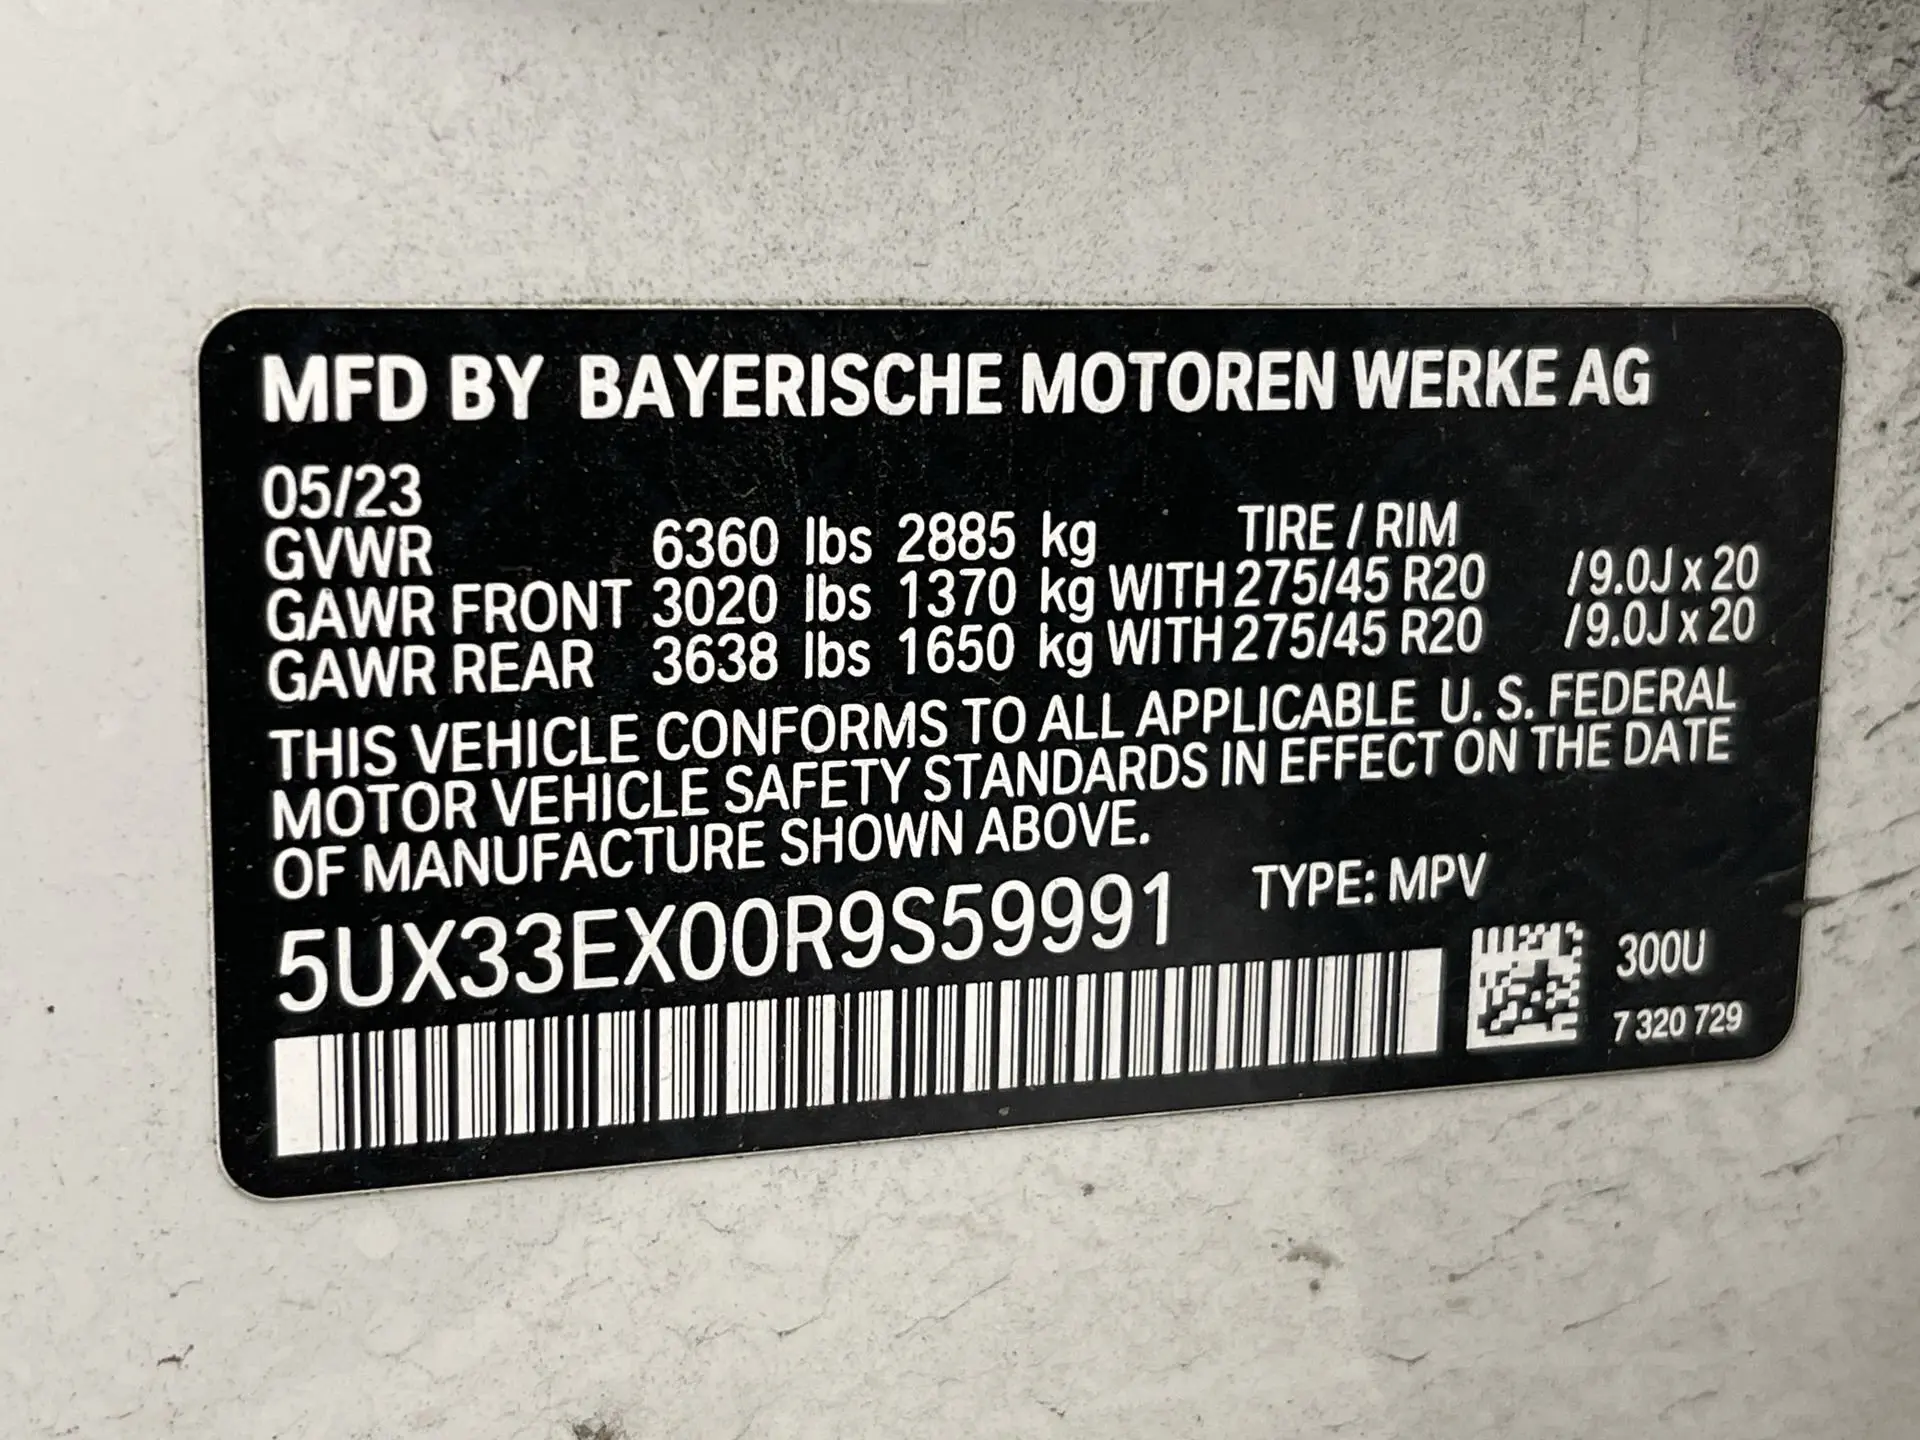 MFD BY BAYERISCHE MOTOREN WERKE AG
05/23
GVWR 6360 lbs 2885 kg TIRE / RIM
GAWR FRONT 3020 lbs 1370 kg WITH 275/45 R20 /9.0J x 20
GAWR REAR 3638 lbs 1650 kg WITH 275/45 R20 /9.0J x 20
THIS VEHICLE CONFORMS TO ALL APPLICABLE U. S. FEDERAL
MOTOR VEHICLE SAFETY STANDARDS IN EFFECT ON THE DATE
OF MANUFACTURE SHOWN ABOVE.
5UX33EX00R9S59991 TYPE: MPV
300U
7 320 729